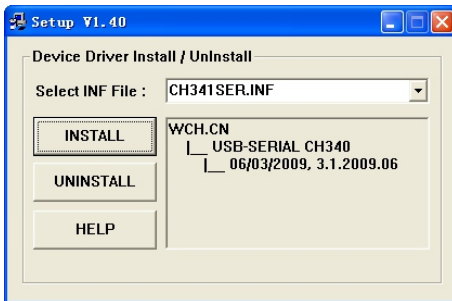 Setup V1.40
Device Driver Install / UnInstall
Select INF File :
CH341SER.INF
INSTALL
UNINSTALL
HELP
WCH.CN
|__ USB-SERIAL CH340
|__ 06/03/2009, 3.1.2009.06